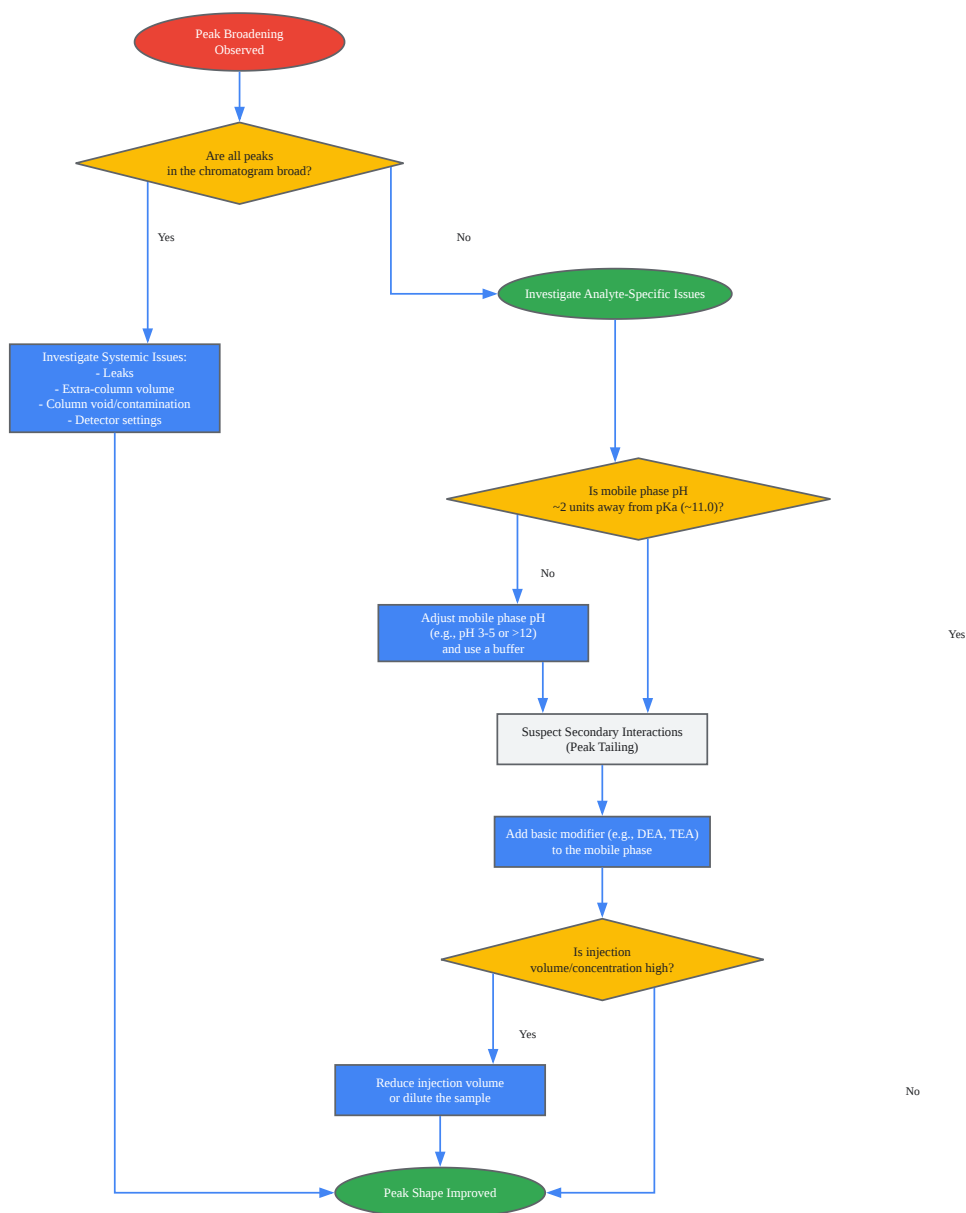 Peak Broadening
Observed
Are all peaks
in the chromatogram broad?
Yes
No
Investigate Analyte-Specific Issues
Investigate Systemic Issues:
- Leaks
- Extra-column volume
- Column void/contamination
- Detector settings
Is mobile phase pH
~2 units away from pKa (~11.0)?
No
Adjust mobile phase pH
(e.g., pH 3-5 or >12)
and use a buffer
Yes
Suspect Secondary Interactions
(Peak Tailing)
Add basic modifier (e.g., DEA, TEA)
to the mobile phase
Is injection
volume/concentration high?
Yes
Reduce injection volume
or dilute the sample
No
Peak Shape Improved